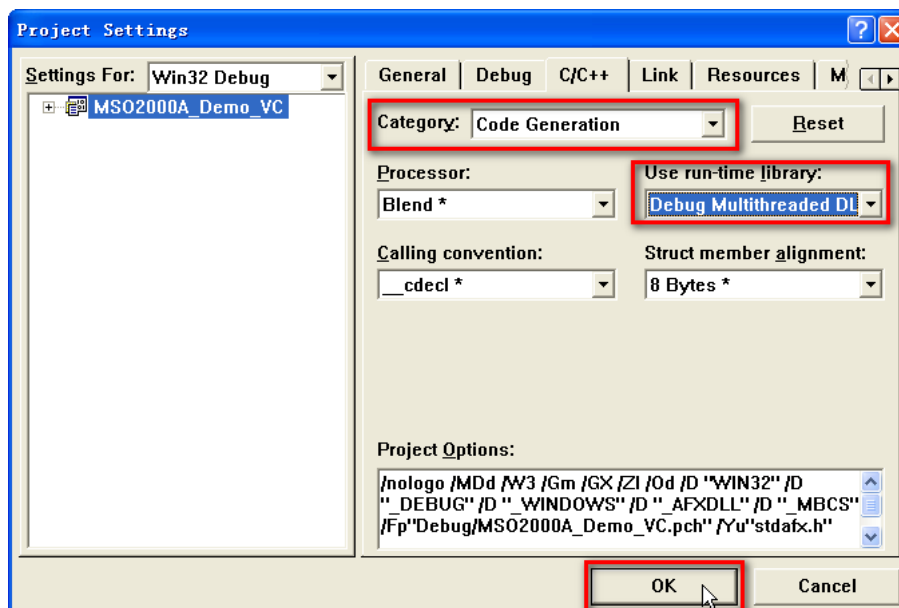 Project Settings
Settings For: Win32 Debug
MSO2000A_Demo_VC
General Debug C/C++ Link Resources M
Category: Code Generation
Reset
Processor: Use run-time library:
Blend * Debug Multithreaded DL
Calling convention: Struct member alignment:
__cdecl * 8 Bytes *
Project Options:
/nologo /MDd /W3 /Gm /GX /ZI /Od /D "WIN32" /D
"_DEBUG" /D "_WINDOWS" /D "_AFXDLL" /D "_MBCS"
/Fp"Debug/MSO2000A_Demo_VC.pch" /Yu"stdafx.h"
OK Cancel